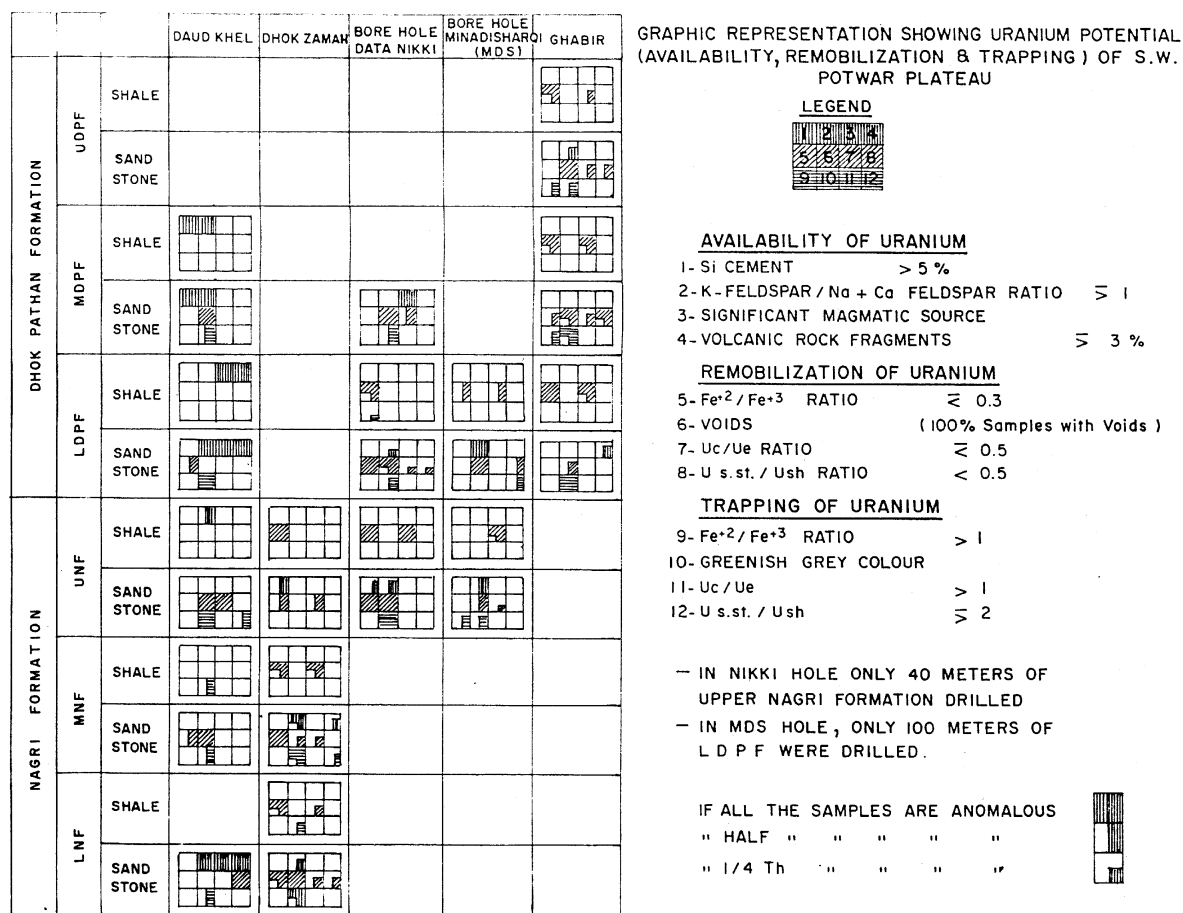 DAUD KHEL
DHOK ZAMAN
BORE HOLE
DATA NIKKI
BORE HOLE
MINADISHARQI
(MDS)
GHABIR
DHOK PATHAN FORMATION
UDPF
SHALE
SAND
STONE
MDPF
SHALE
SAND
STONE
LDPF
SHALE
SAND
STONE
NAGRI FORMATION
UNF
SHALE
SAND
STONE
MNF
SHALE
SAND
STONE
LNF
SHALE
SAND
STONE
GRAPHIC REPRESENTATION SHOWING URANIUM POTENTIAL
(AVAILABILITY, REMOBILIZATION & TRAPPING) OF S.W.
POTWAR PLATEAU
LEGEND
1 2 3 4
5 6 7 8
9 10 11 12
AVAILABILITY OF URANIUM
1- Si CEMENT > 5 %
2- K-FELDSPAR / Na + Ca FELDSPAR RATIO ⋝ 1
3- SIGNIFICANT MAGMATIC SOURCE
4- VOLCANIC ROCK FRAGMENTS ⋝ 3 %
REMOBILIZATION OF URANIUM
5- Fe+2 / Fe+3 RATIO ⋜ 0.3
6- VOIDS (100% Samples with Voids)
7- Uc/Ue RATIO ⋜ 0.5
8- U s.st. / Ush RATIO < 0.5
TRAPPING OF URANIUM
9- Fe+2 / Fe+3 RATIO > 1
10- GREENISH GREY COLOUR
11- Uc / Ue > 1
12- U s.st. / Ush ⋝ 2
— IN NIKKI HOLE ONLY 40 METERS OF
UPPER NAGRI FORMATION DRILLED
— IN MDS HOLE, ONLY 100 METERS OF
L D P F WERE DRILLED.
IF ALL THE SAMPLES ARE ANOMALOUS
" HALF " " " " "
" 1/4 Th " " " "